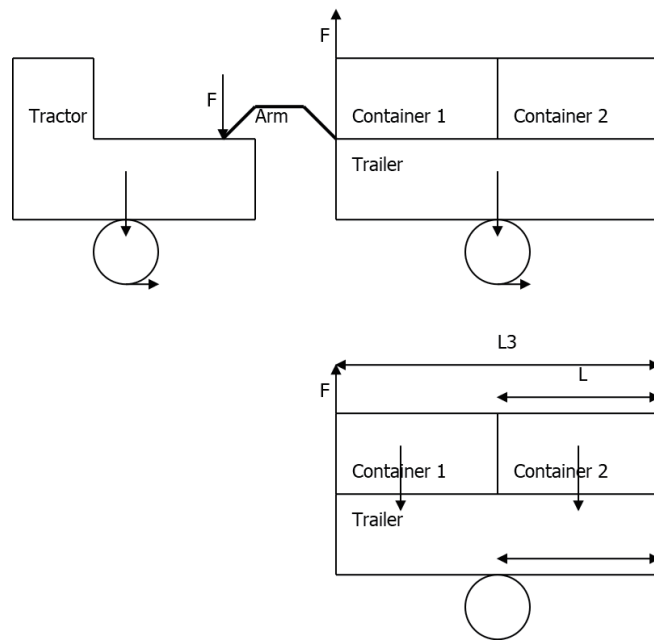 F
F
Tractor
Arm
Container 1
Container 2
Trailer
L3
L
F
Container 1
Container 2
Trailer